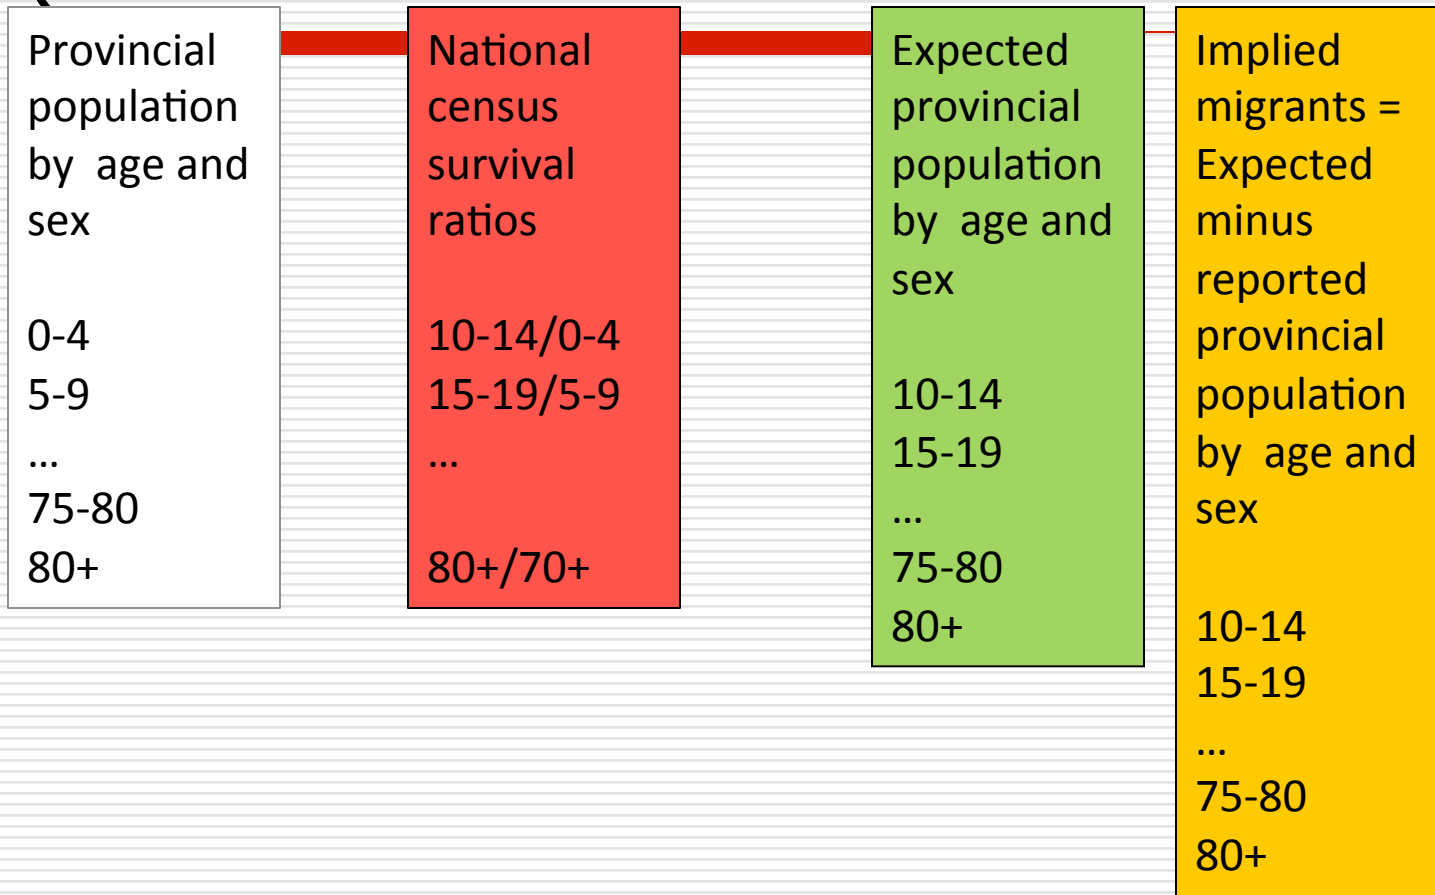 Provincial
population
by age and
sex
0-4
5-9
...
75-80
80+
National
census
survival
ratios
10-14/0-4
15-19/5-9
...
80+/70+
Expected
provincial
population
by age and
sex
10-14
15-19
...
75-80
80+
Implied
migrants =
Expected
minus
reported
provincial
population
by age and
sex
10-14
15-19
...
75-80
80+